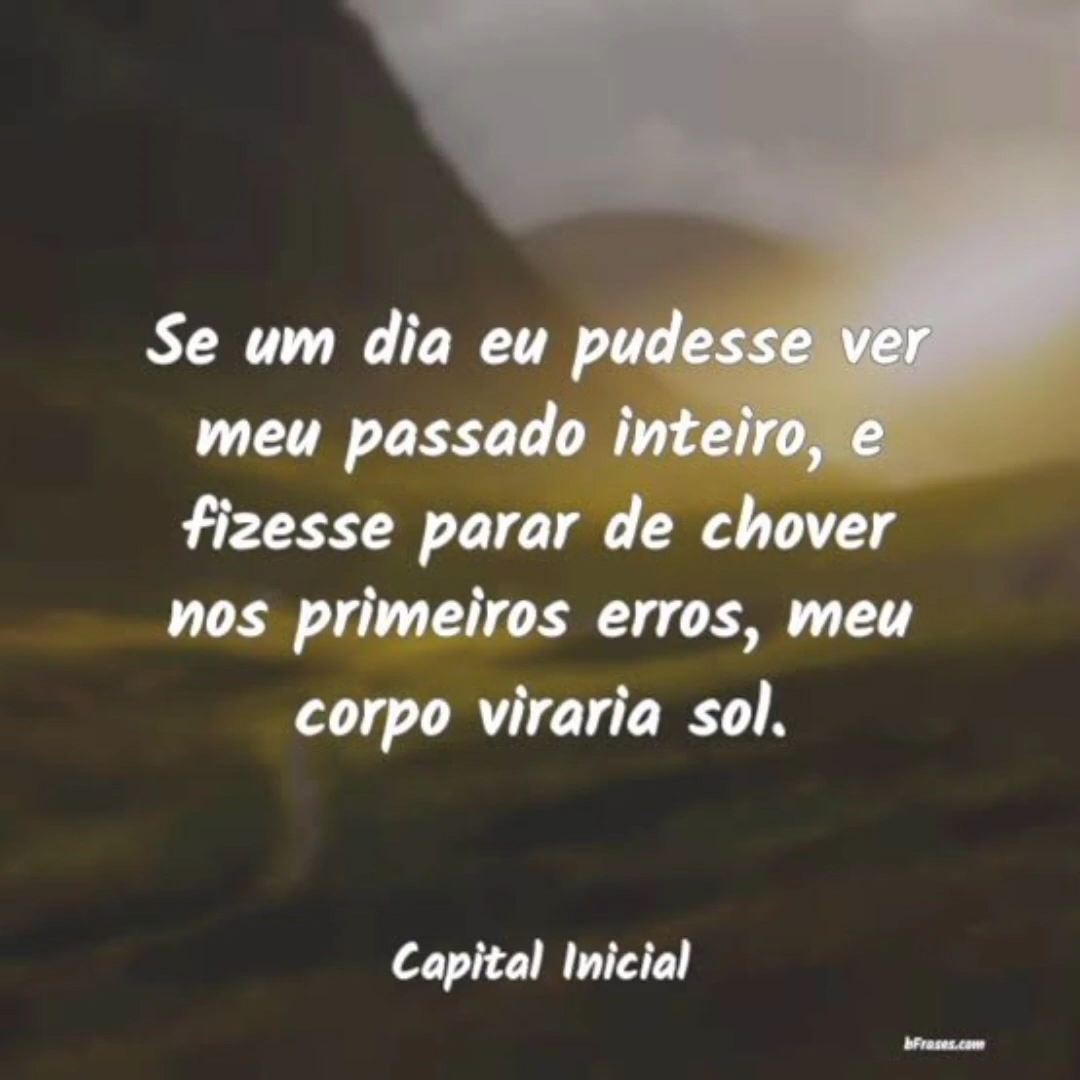 Se um dia eu pudesse ver
meu passado inteiro, e
fizesse parar de chover
nos primeiros erros, meu
corpo viraria sol.
Capital Inicial
bFrases.com